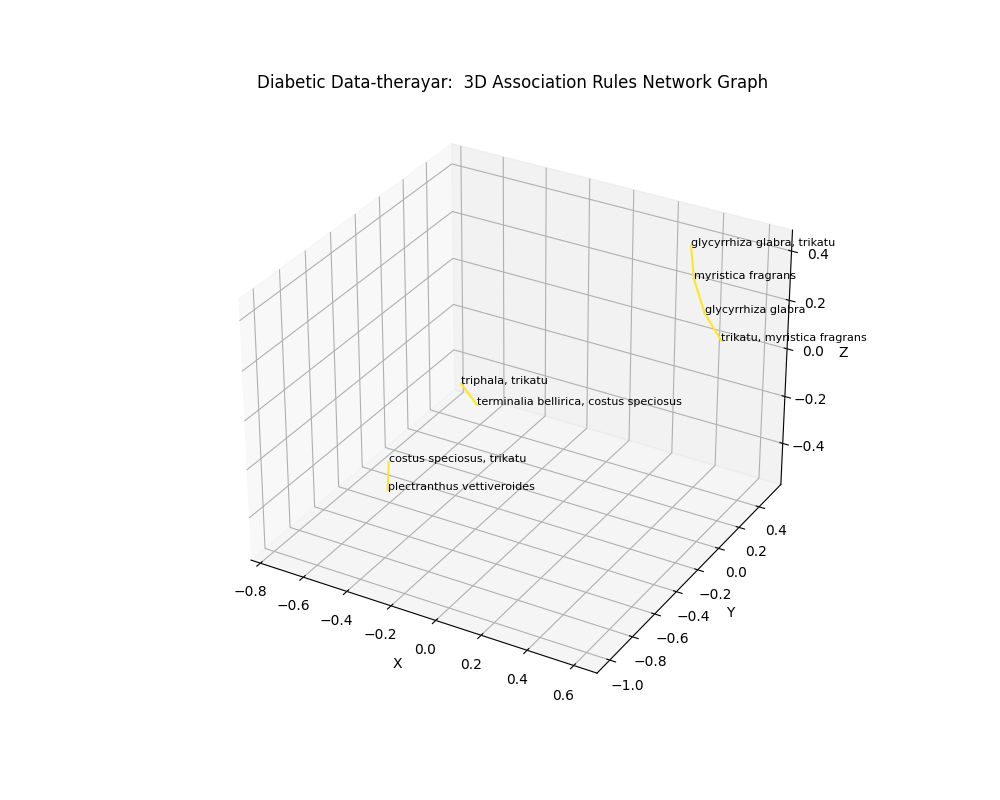 Diabetic Data-therayar:  3D Association Rules Network Graph
glycyrrhiza glabra, trikatu
0.4
myristica fragrans
0.2
glycyrrhiza glabra
trikatu, myristica fragrans
0.0
Z
triphala, trikatu
terminalia bellirica, costus speciosus
−0.2
−0.4
costus speciosus, trikatu
plectranthus vettiveroides
0.4
0.2
0.0
−0.2
−0.4
Y
−0.6
−0.8
−1.0
−0.8
−0.6
−0.4
−0.2
0.0
X
0.2
0.4
0.6